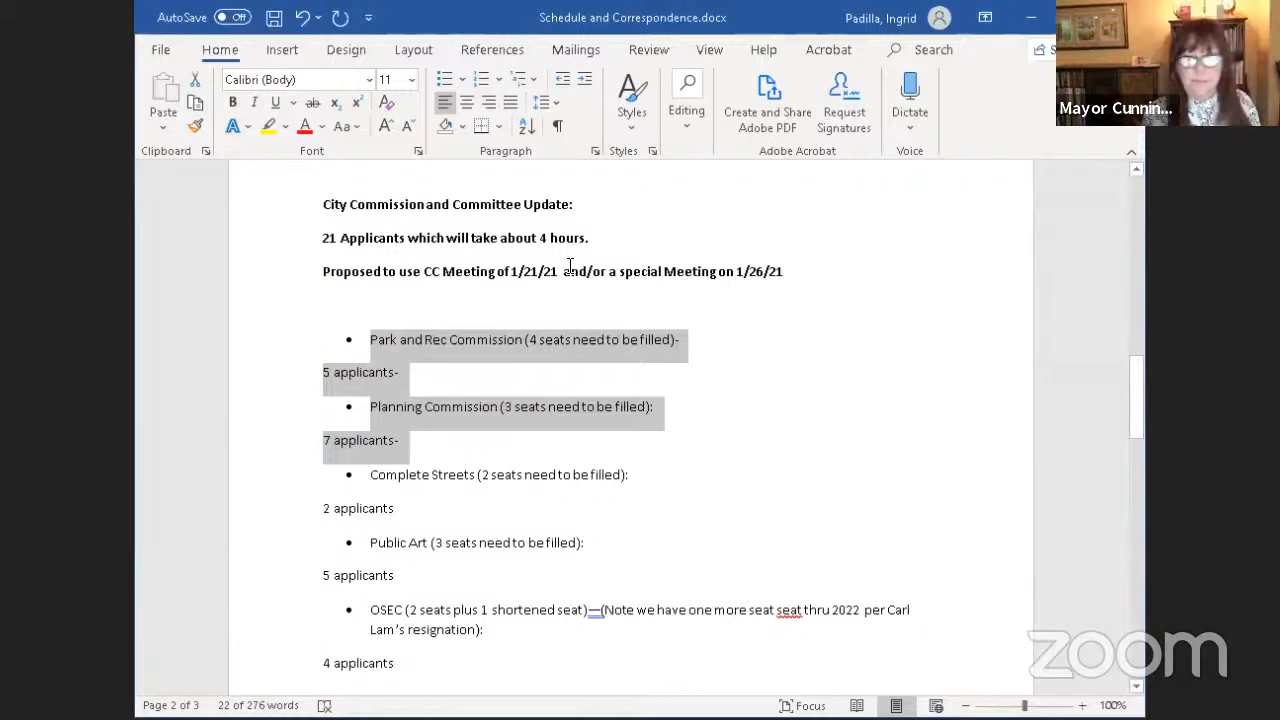 AutoSave Off Schedule and Correspondence.docx Padilla, Ingrid
File Home Insert Design Layout References Mailings Review View Help Acrobat Search S
Mayor Cunnin...
Calibri (Body) 11
Paste
Editing
Styles
Create and Share Adobe PDF
Request Signatures
Dictate
Clipboard Font Paragraph Styles Adobe Acrobat Voice
City Commission and Committee Update:
21 Applicants which will take about 4 hours.
Proposed to use CC Meeting of 1/21/21 and/or a special Meeting on 1/26/21
• Park and Rec Commission (4 seats need to be filled)-
5 applicants-
• Planning Commission (3 seats need to be filled):
7 applicants-
• Complete Streets (2 seats need to be filled):
2 applicants
• Public Art (3 seats need to be filled):
5 applicants
• OSEC (2 seats plus 1 shortened seat)—(Note we have one more seat seat thru 2022 per Carl
Lam's resignation):
4 applicants
zoom
Page 2 of 3 22 of 276 words Focus 100%